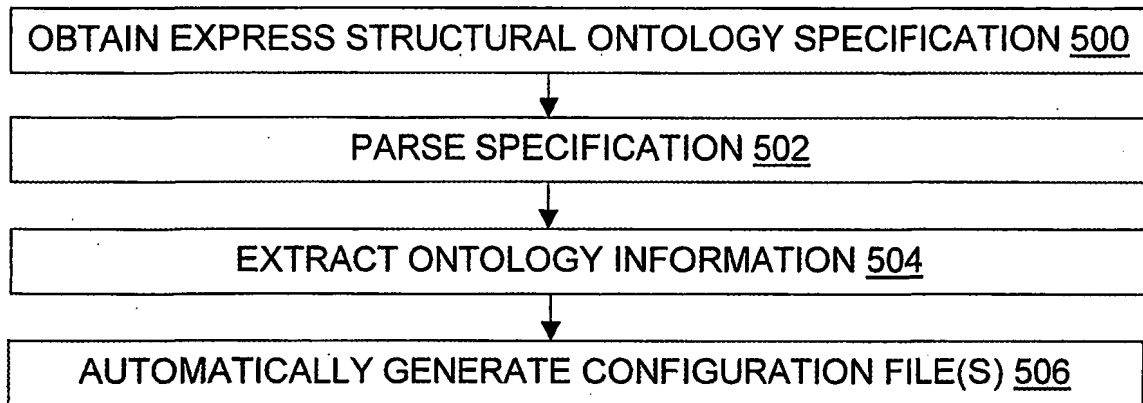 OBTAIN EXPRESS STRUCTURAL ONTOLOGY SPECIFICATION 500
PARSE SPECIFICATION 502
EXTRACT ONTOLOGY INFORMATION 504
AUTOMATICALLY GENERATE CONFIGURATION FILE(S) 506